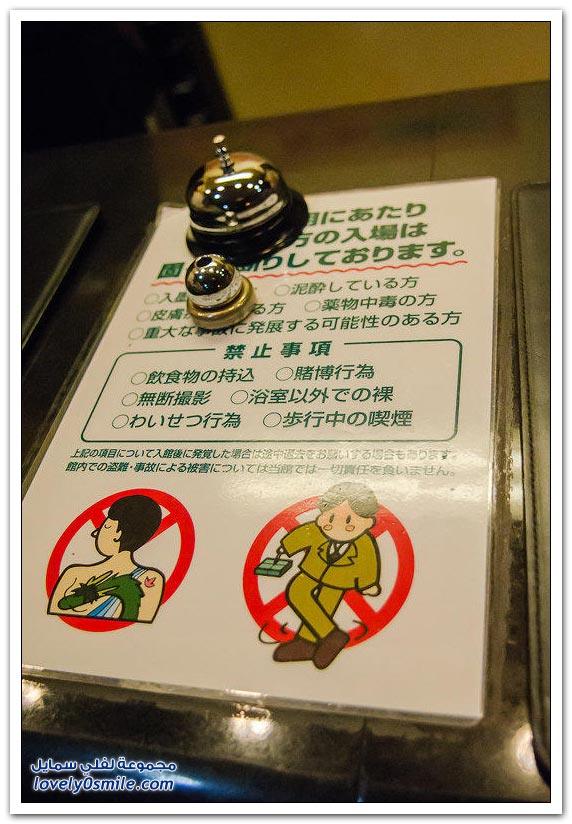 にあたり
方の入場は
断りしております。
○入墨 ○泥酔している方
○皮膚 る方 ○薬物中毒の方
○重大な事故に発展する可能性のある方
禁止事項
○飲食物の持込 ○賭博行為
○無断撮影 ○浴室以外での裸
○わいせつ行為 ○歩行中の喫煙
上記の項目について入館後に発覚した場合は途中退去をお願いする場合もあります。
館内での盗難・事故による被害については当館では一切責任を負いません。
مجموعة لفلي سمايل
lovely0smile.com